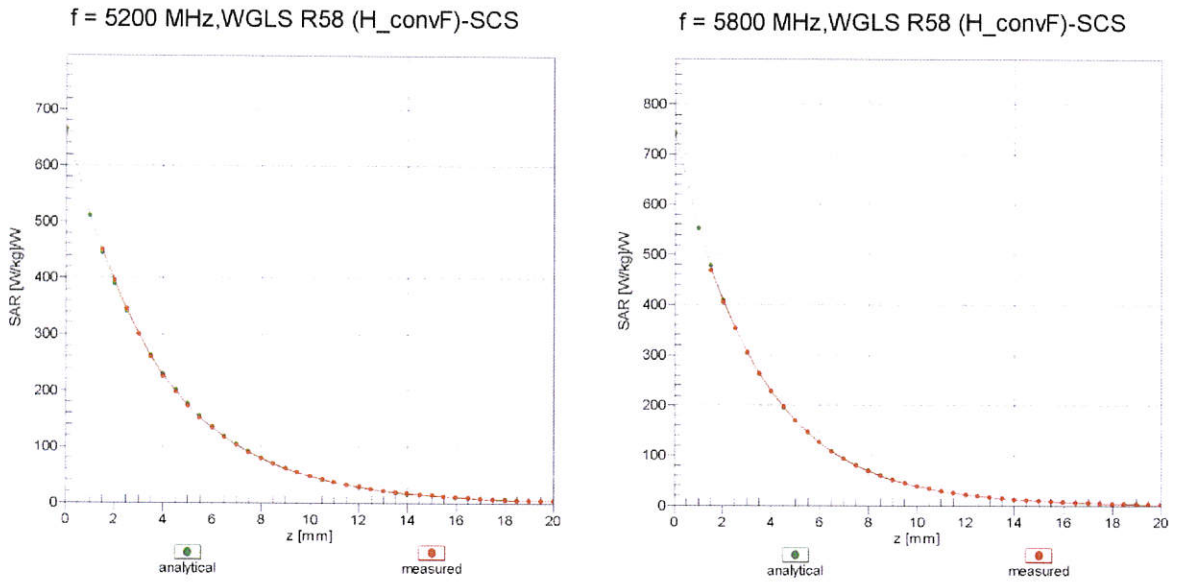 f = 5200 MHz,WGLS R58 (H_convF)-SCS
700
600
500
400
300
200
100
0
SAR [W/kg]/W
0 2 4 6 8 10 12 14 16 18 20
z [mm]
analytical measured
f = 5800 MHz,WGLS R58 (H_convF)-SCS
800
700
600
500
400
300
200
100
0
SAR [W/kg]/W
0 2 4 6 8 10 12 14 16 18 20
z [mm]
analytical measured